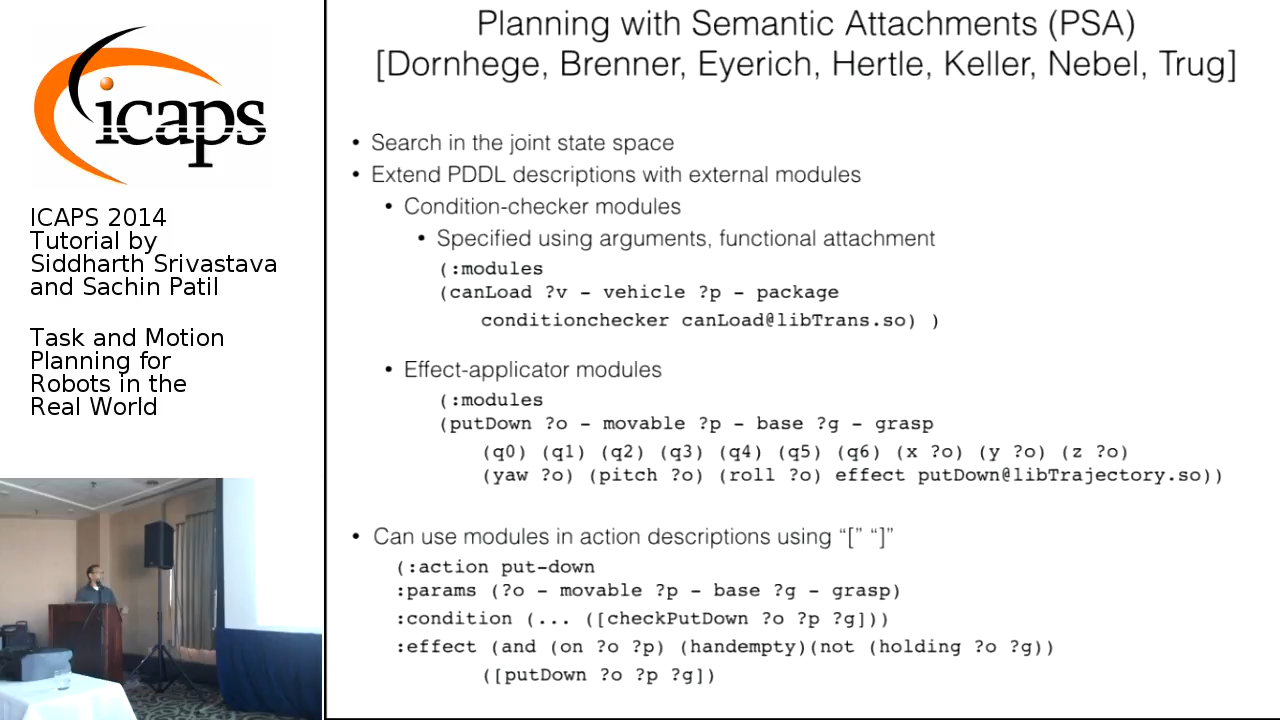 icaps
ICAPS 2014
Tutorial by
Siddharth Srivastava
and Sachin Patil
Task and Motion
Planning for
Robots in the
Real World
Planning with Semantic Attachments (PSA)
[Dornhege, Brenner, Eyerich, Hertle, Keller, Nebel, Trug]
• Search in the joint state space
• Extend PDDL descriptions with external modules
• Condition-checker modules
• Specified using arguments, functional attachment
(:modules
(canLoad ?v - vehicle ?p - package
conditionchecker canLoad@libTrans.so) )
• Effect-applicator modules
(:modules
(putDown ?o - movable ?p - base ?g - grasp
(q0) (q1) (q2) (q3) (q4) (q5) (q6) (x ?o) (y ?o) (z ?o)
(yaw ?o) (pitch ?o) (roll ?o) effect putDown@libTrajectory.so))
• Can use modules in action descriptions using “[” “]”
(:action put-down
:params (?o - movable ?p - base ?g - grasp)
:condition (... ([checkPutDown ?o ?p ?g]))
:effect (and (on ?o ?p) (handempty)(not (holding ?o ?g))
([putDown ?o ?p ?g])